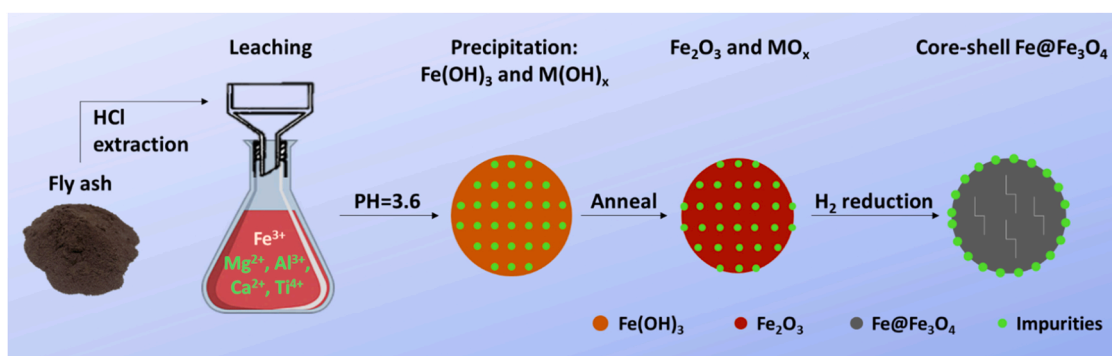 Leaching
Precipitation:
Fe(OH)₃ and M(OH)ₓ
Fe₂O₃ and MOₓ
Core-shell Fe@Fe₃O₄
HCl
extraction
Fly ash
PH=3.6
Anneal
H₂ reduction
Fe³⁺
Mg²⁺, Al³⁺,
Ca²⁺, Ti⁴⁺
Fe(OH)₃
Fe₂O₃
Fe@Fe₃O₄
Impurities